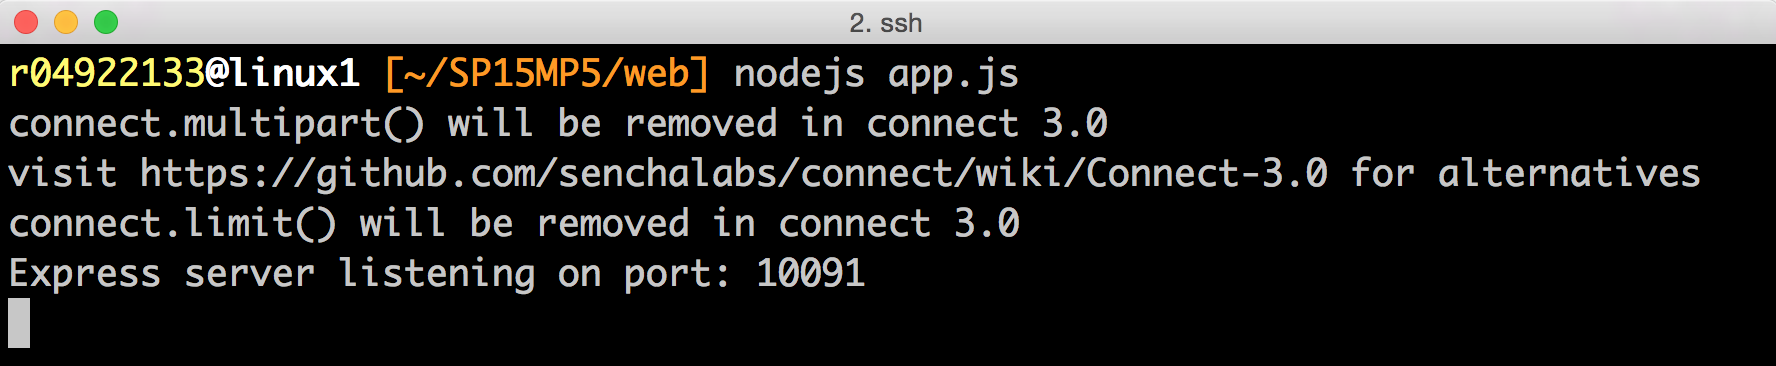 2. ssh
r04922133@linux1 [~/SP15MP5/web] nodejs app.js
connect.multipart() will be removed in connect 3.0
visit https://github.com/senchalabs/connect/wiki/Connect-3.0 for alternatives
connect.limit() will be removed in connect 3.0
Express server listening on port: 10091